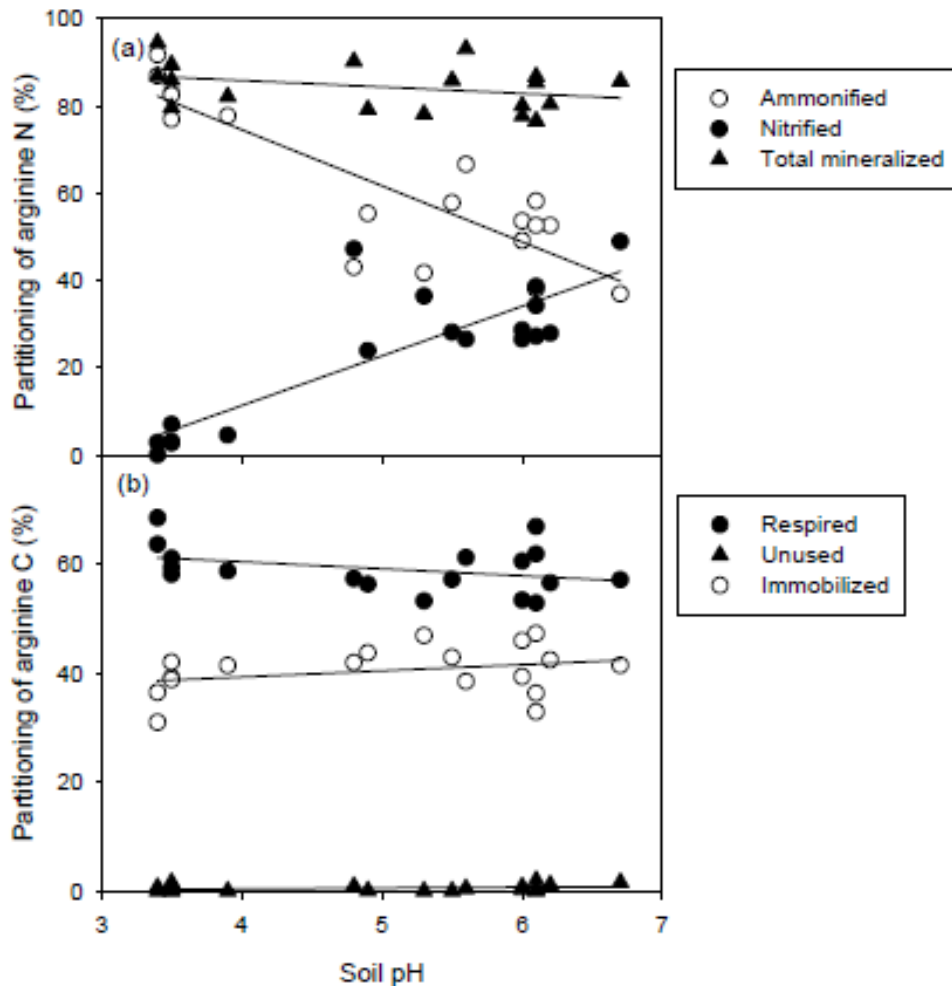 100
80
60
40
20
0
Partitioning of arginine N (%)
(a)
Ammonified
Nitrified
Total mineralized
60
40
20
0
Partitioning of arginine C (%)
(b)
Respired
Unused
Immobilized
3 4 5 6 7
Soil pH